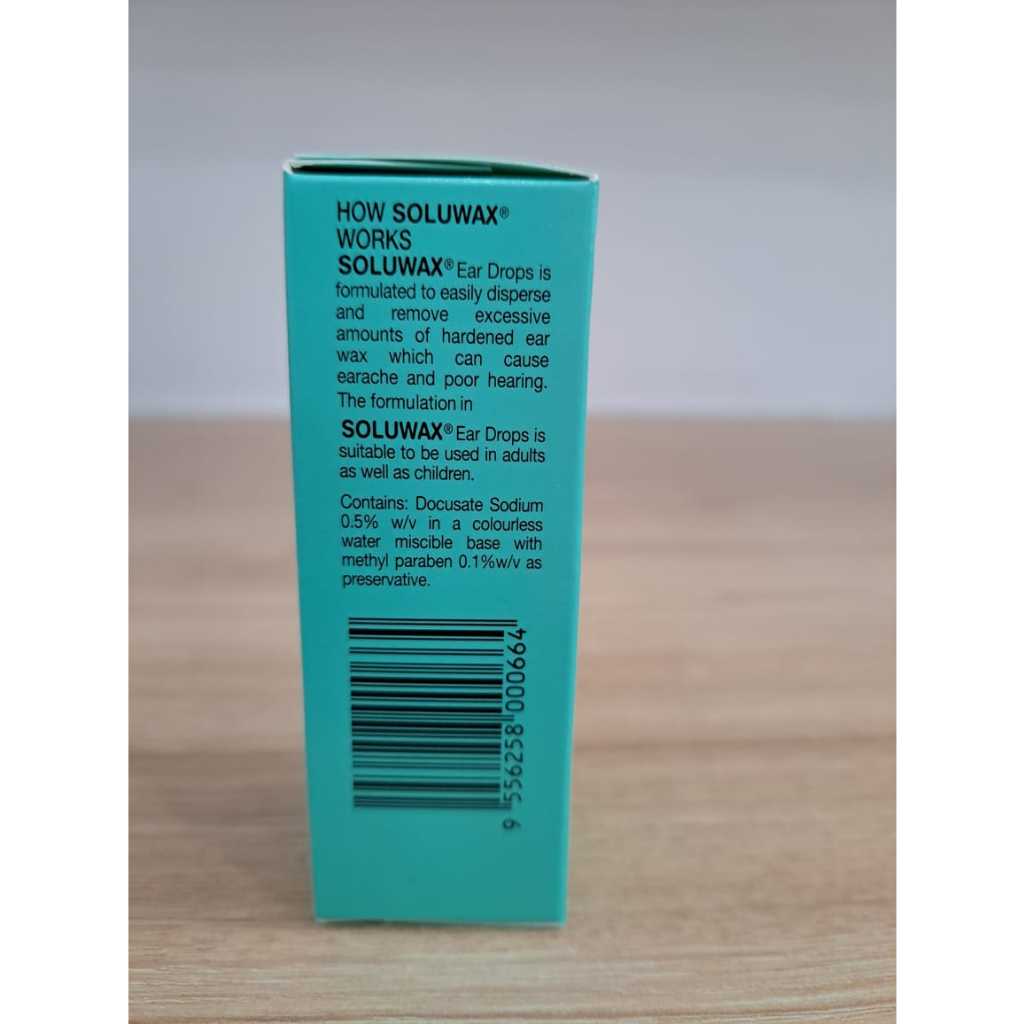 HOW SOLUWAX®
WORKS
SOLUWAX® Ear Drops is
formulated to easily disperse
and remove excessive
amounts of hardened ear
wax which can cause
earache and poor hearing.
The formulation in
SOLUWAX® Ear Drops is
suitable to be used in adults
as well as children.
Contains: Docusate Sodium
0.5% w/v in a colourless
water miscible base with
methyl paraben 0.1%w/v as
preservative.
9 556258 000664